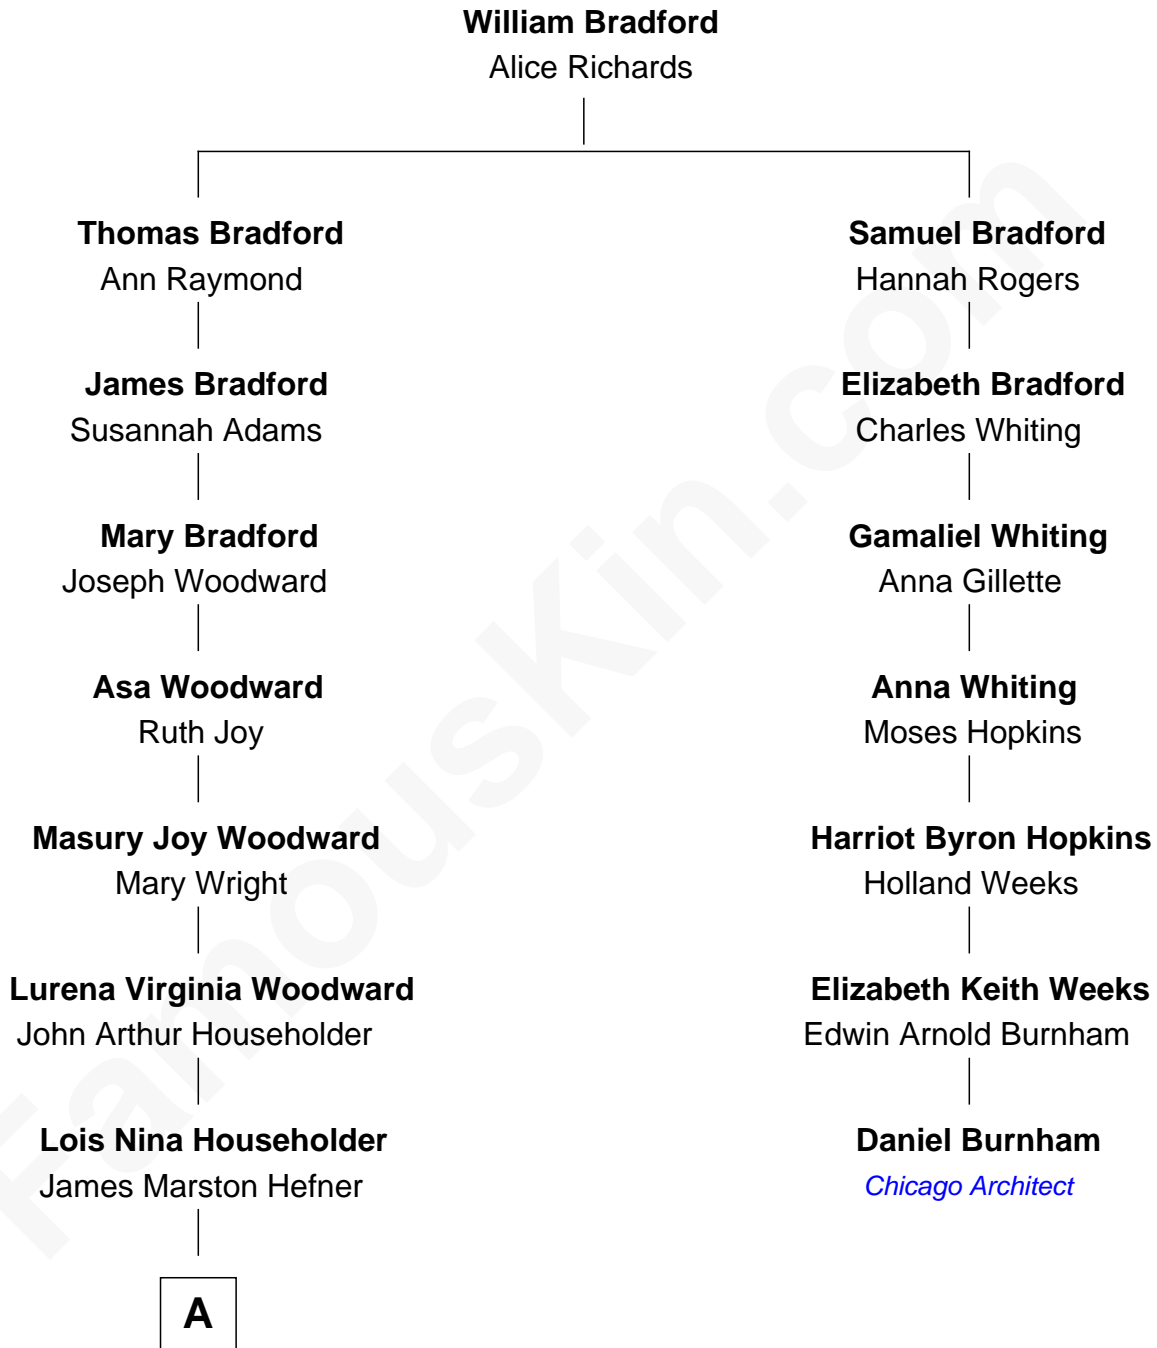 William Bradford
Alice Richards
Thomas Bradford
Ann Raymond
Samuel Bradford
Hannah Rogers
James Bradford
Susannah Adams
Elizabeth Bradford
Charles Whiting
Mary Bradford
Joseph Woodward
Gamaliel Whiting
Anna Gillette
Asa Woodward
Ruth Joy
Anna Whiting
Moses Hopkins
Masury Joy Woodward
Mary Wright
Harriot Byron Hopkins
Holland Weeks
Lurena Virginia Woodward
John Arthur Householder
Elizabeth Keith Weeks
Edwin Arnold Burnham
Lois Nina Householder
James Marston Hefner
Daniel Burnham
Chicago Architect
A
FamousKin.com